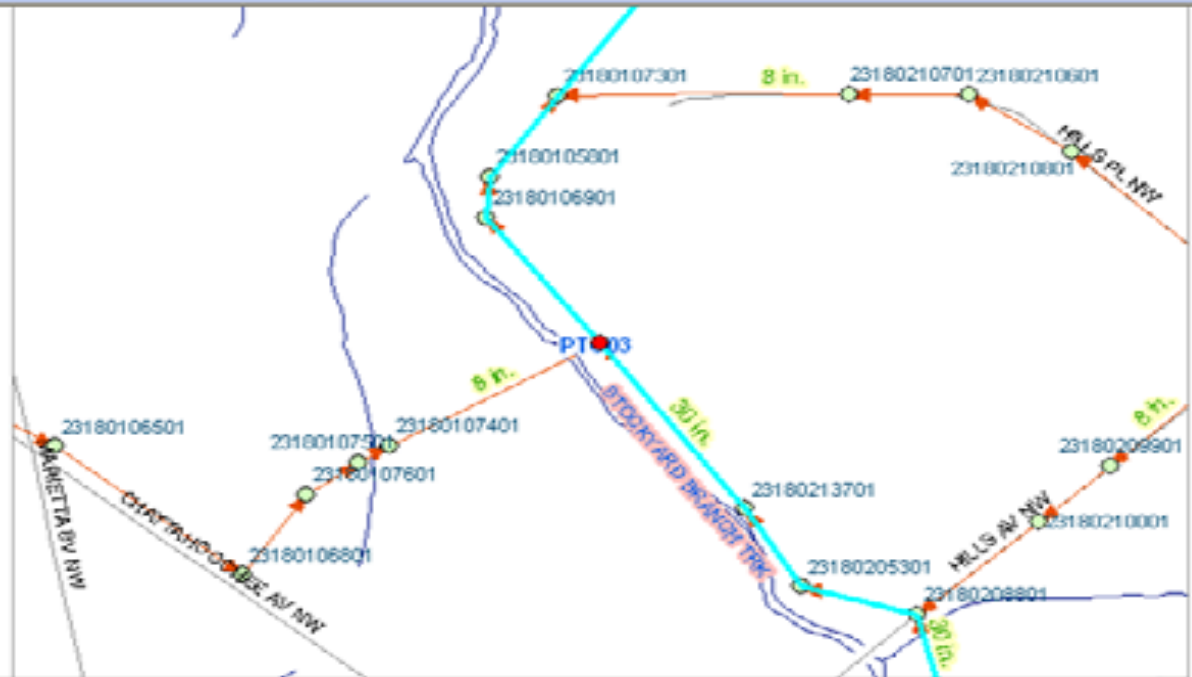 23180107301
8 in.
23180210701
23180210601
HILLS PL NW
23180105801
23180210801
23180106901
8 in.
30 in.
8 in.
23180106501
23180107401
23180107501
23180107601
23180209901
MARIETTA BV NW
CHATTAHOOCHEE AV NW
23180213701
HILLS AV NW
23180210001
23180106801
BRANCH TRK
23180205301
23180208801
30 in.